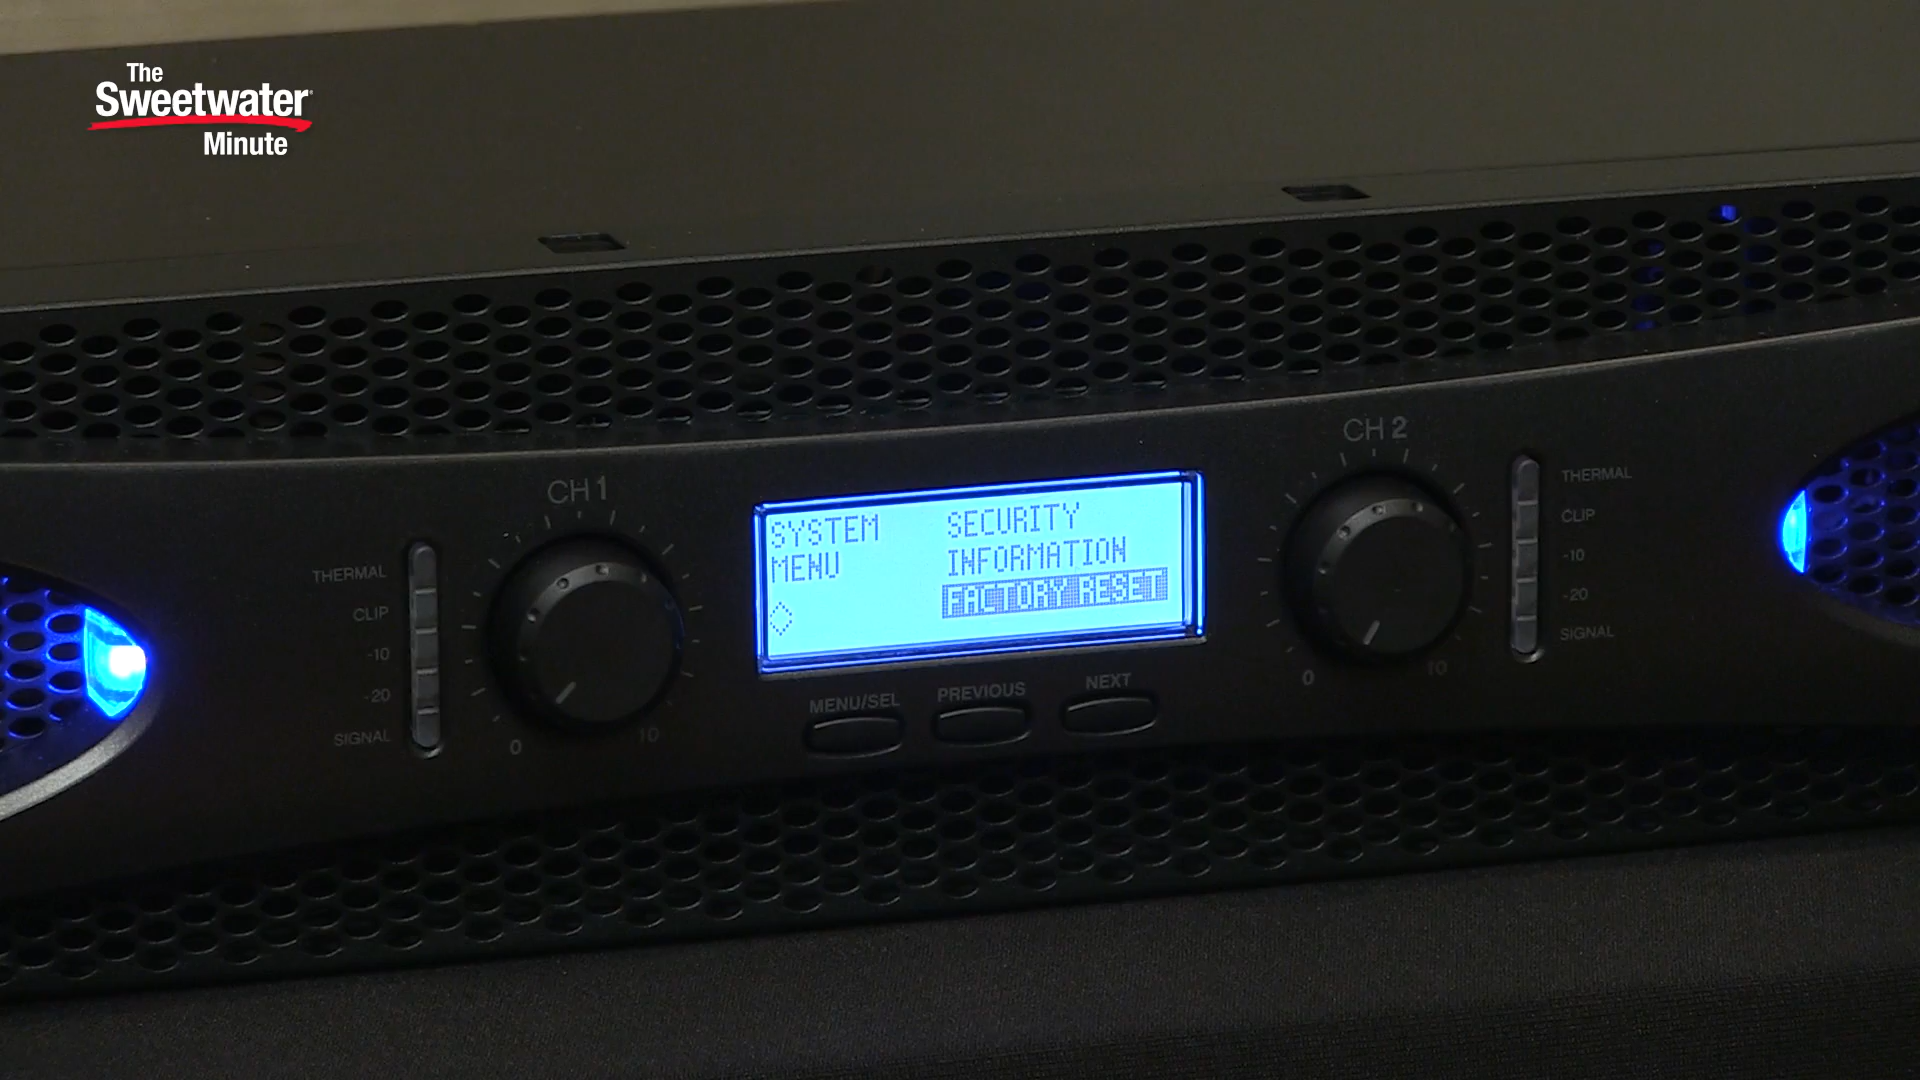 The
Sweetwater
Minute
CH 1
THERMAL
CLIP
-10
-20
SIGNAL
0
10
SYSTEM
MENU
SECURITY
INFORMATION
FACTORY RESET
MENU/SEL
PREVIOUS
NEXT
CH 2
0
10
THERMAL
CLIP
-10
-20
SIGNAL